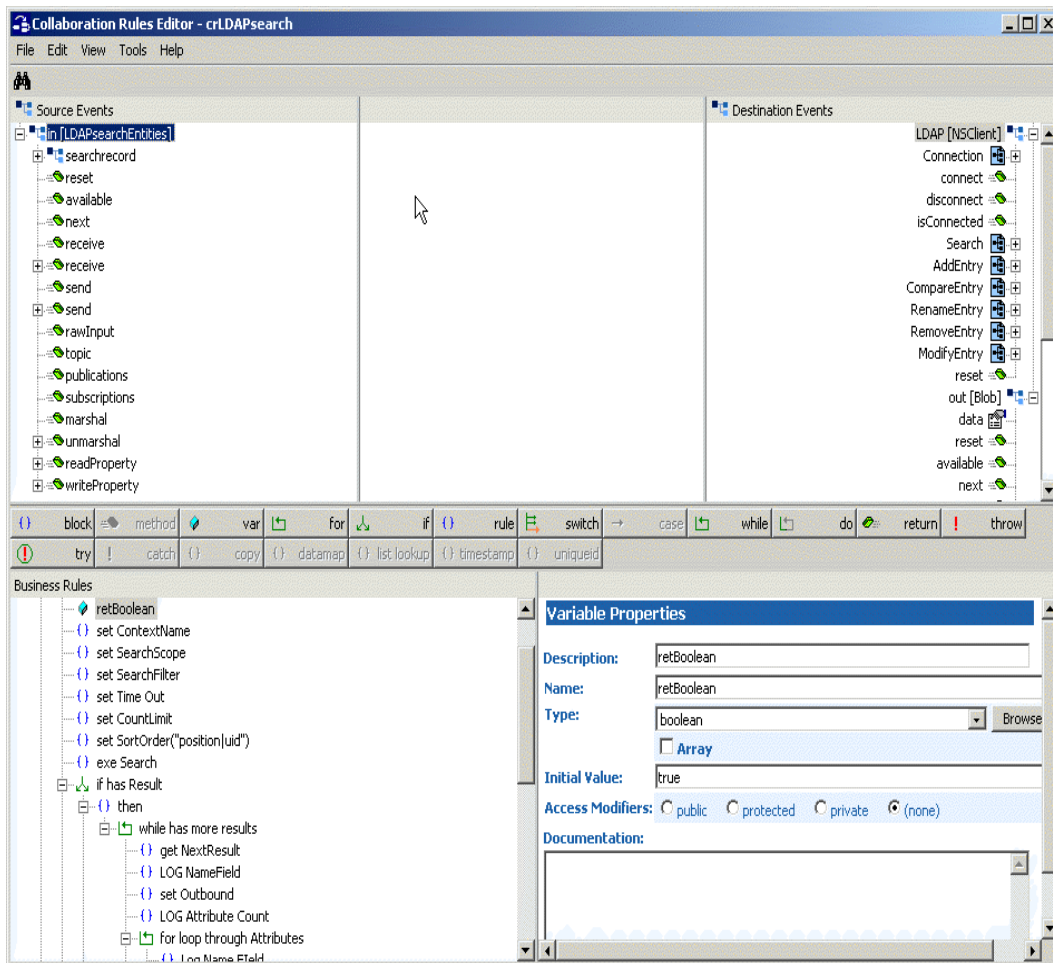 Collaboration Rules Editor - crLDAPsearch
File Edit View Tools Help
Source Events
Destination Events
in [LDAPsearchEntities]
searchrecord
reset
available
next
receive
receive
send
send
rawInput
topic
publications
subscriptions
marshal
unmarshal
readProperty
writeProperty
LDAP [NSClient]
Connection
connect
disconnect
isConnected
Search
AddEntry
CompareEntry
RenameEntry
RemoveEntry
ModifyEntry
reset
out [Blob]
data
reset
available
next
{} block method var for if {} rule switch case while do return ! throw
! try ! catch {} copy {} datamap {} list lookup {} timestamp {} uniqueid
Business Rules
retBoolean
{} set ContextName
{} set SearchScope
{} set SearchFilter
{} set Time Out
{} set CountLimit
{} set SortOrder("position|uid")
{} exe Search
if has Result
{} then
while has more results
{} get NextResult
{} LOG NameField
{} set Outbound
{} LOG Attribute Count
for loop through Attributes
{} Log Name FIeld
Variable Properties
Description: retBoolean
Name: retBoolean
Type: boolean Browse
Array
Initial Value: true
Access Modifiers: public protected private (none)
Documentation: